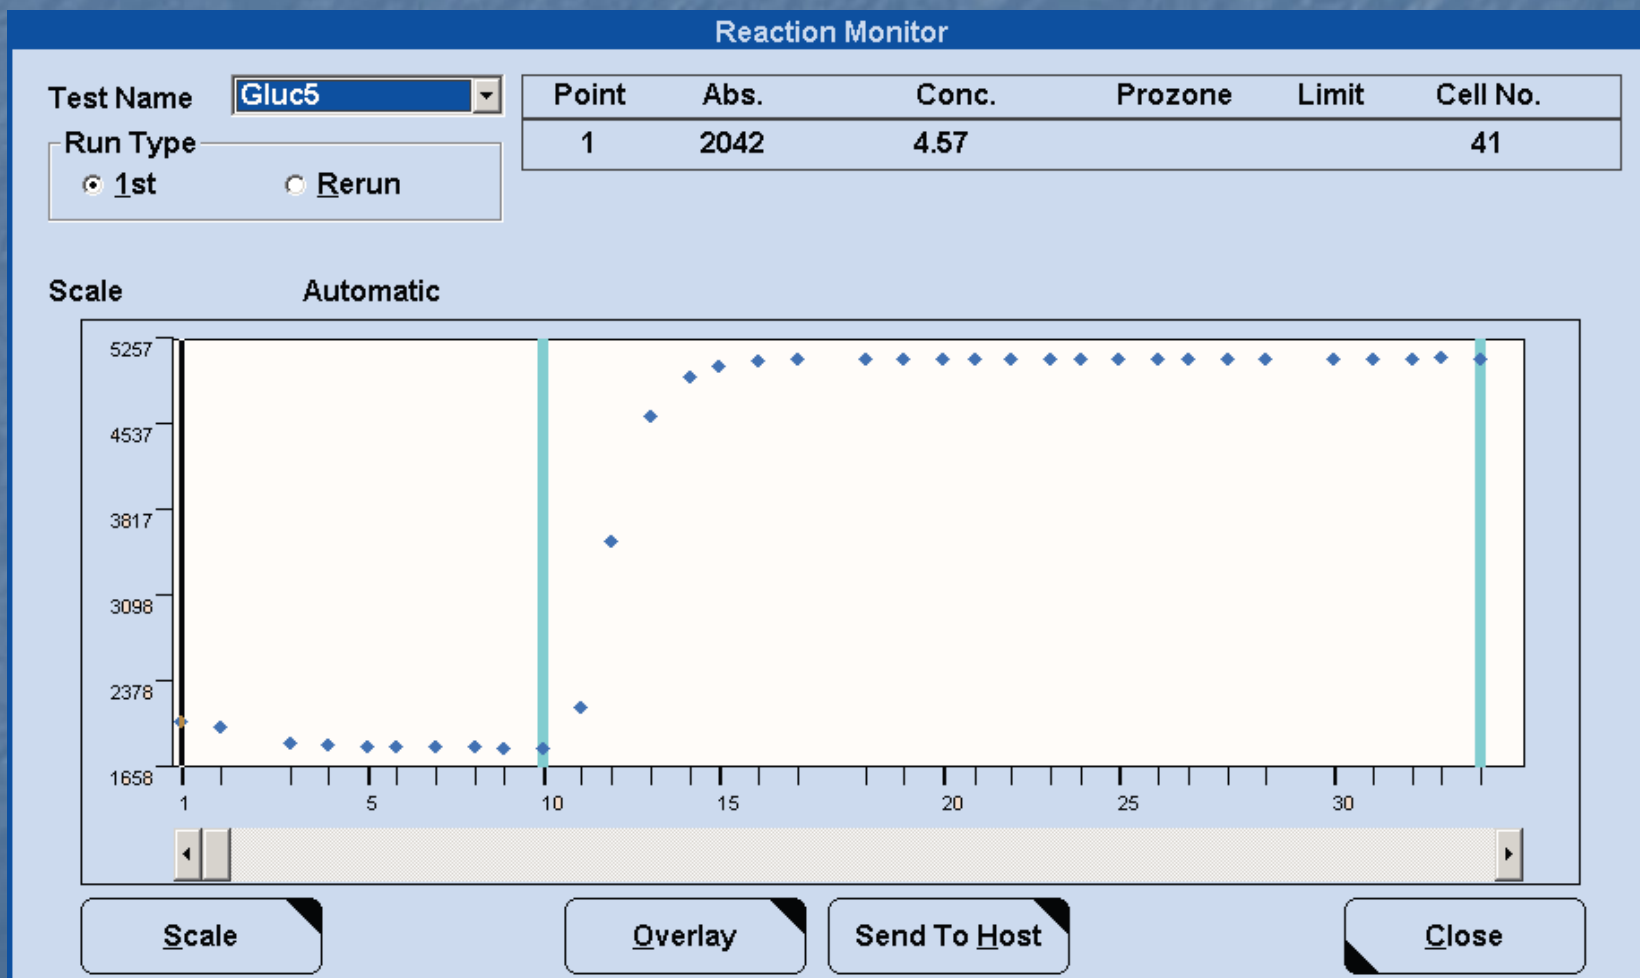 Reaction Monitor
Test Name Gluc5
Point Abs. Conc. Prozone Limit Cell No.
1 2042 4.57 41
Run Type
1st Rerun
Scale Automatic
5257
4537
3817
3098
2378
1658
1 5 10 15 20 25 30
Scale Overlay Send To Host Close